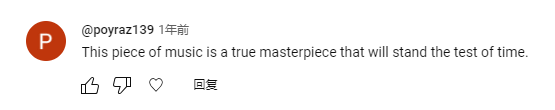 P
@poyraz139 1年前
This piece of music is a true masterpiece that will stand the test of time.
回复